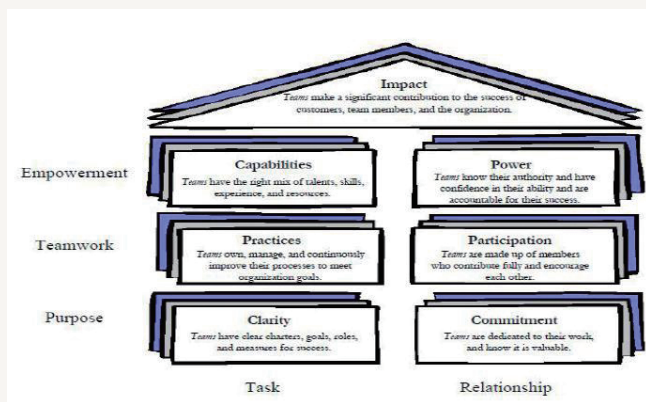 Impact
Teams make a significant contribution to the success of
customers, team members, and the organization.
Empowerment
Capabilities
Teams have the right mix of talents, skills,
experience, and resources.
Power
Teams know their authority and have
confidence in their ability and are
accountable for their success.
Teamwork
Practices
Teams own, manage, and continuously
improve their processes to meet
organization goals.
Participation
Teams are made up of members
who contribute fully and encourage
each other.
Purpose
Clarity
Teams have clear charters, goals, roles,
and measures for success.
Commitment
Teams are dedicated to their work,
and know it is valuable.
Task
Relationship